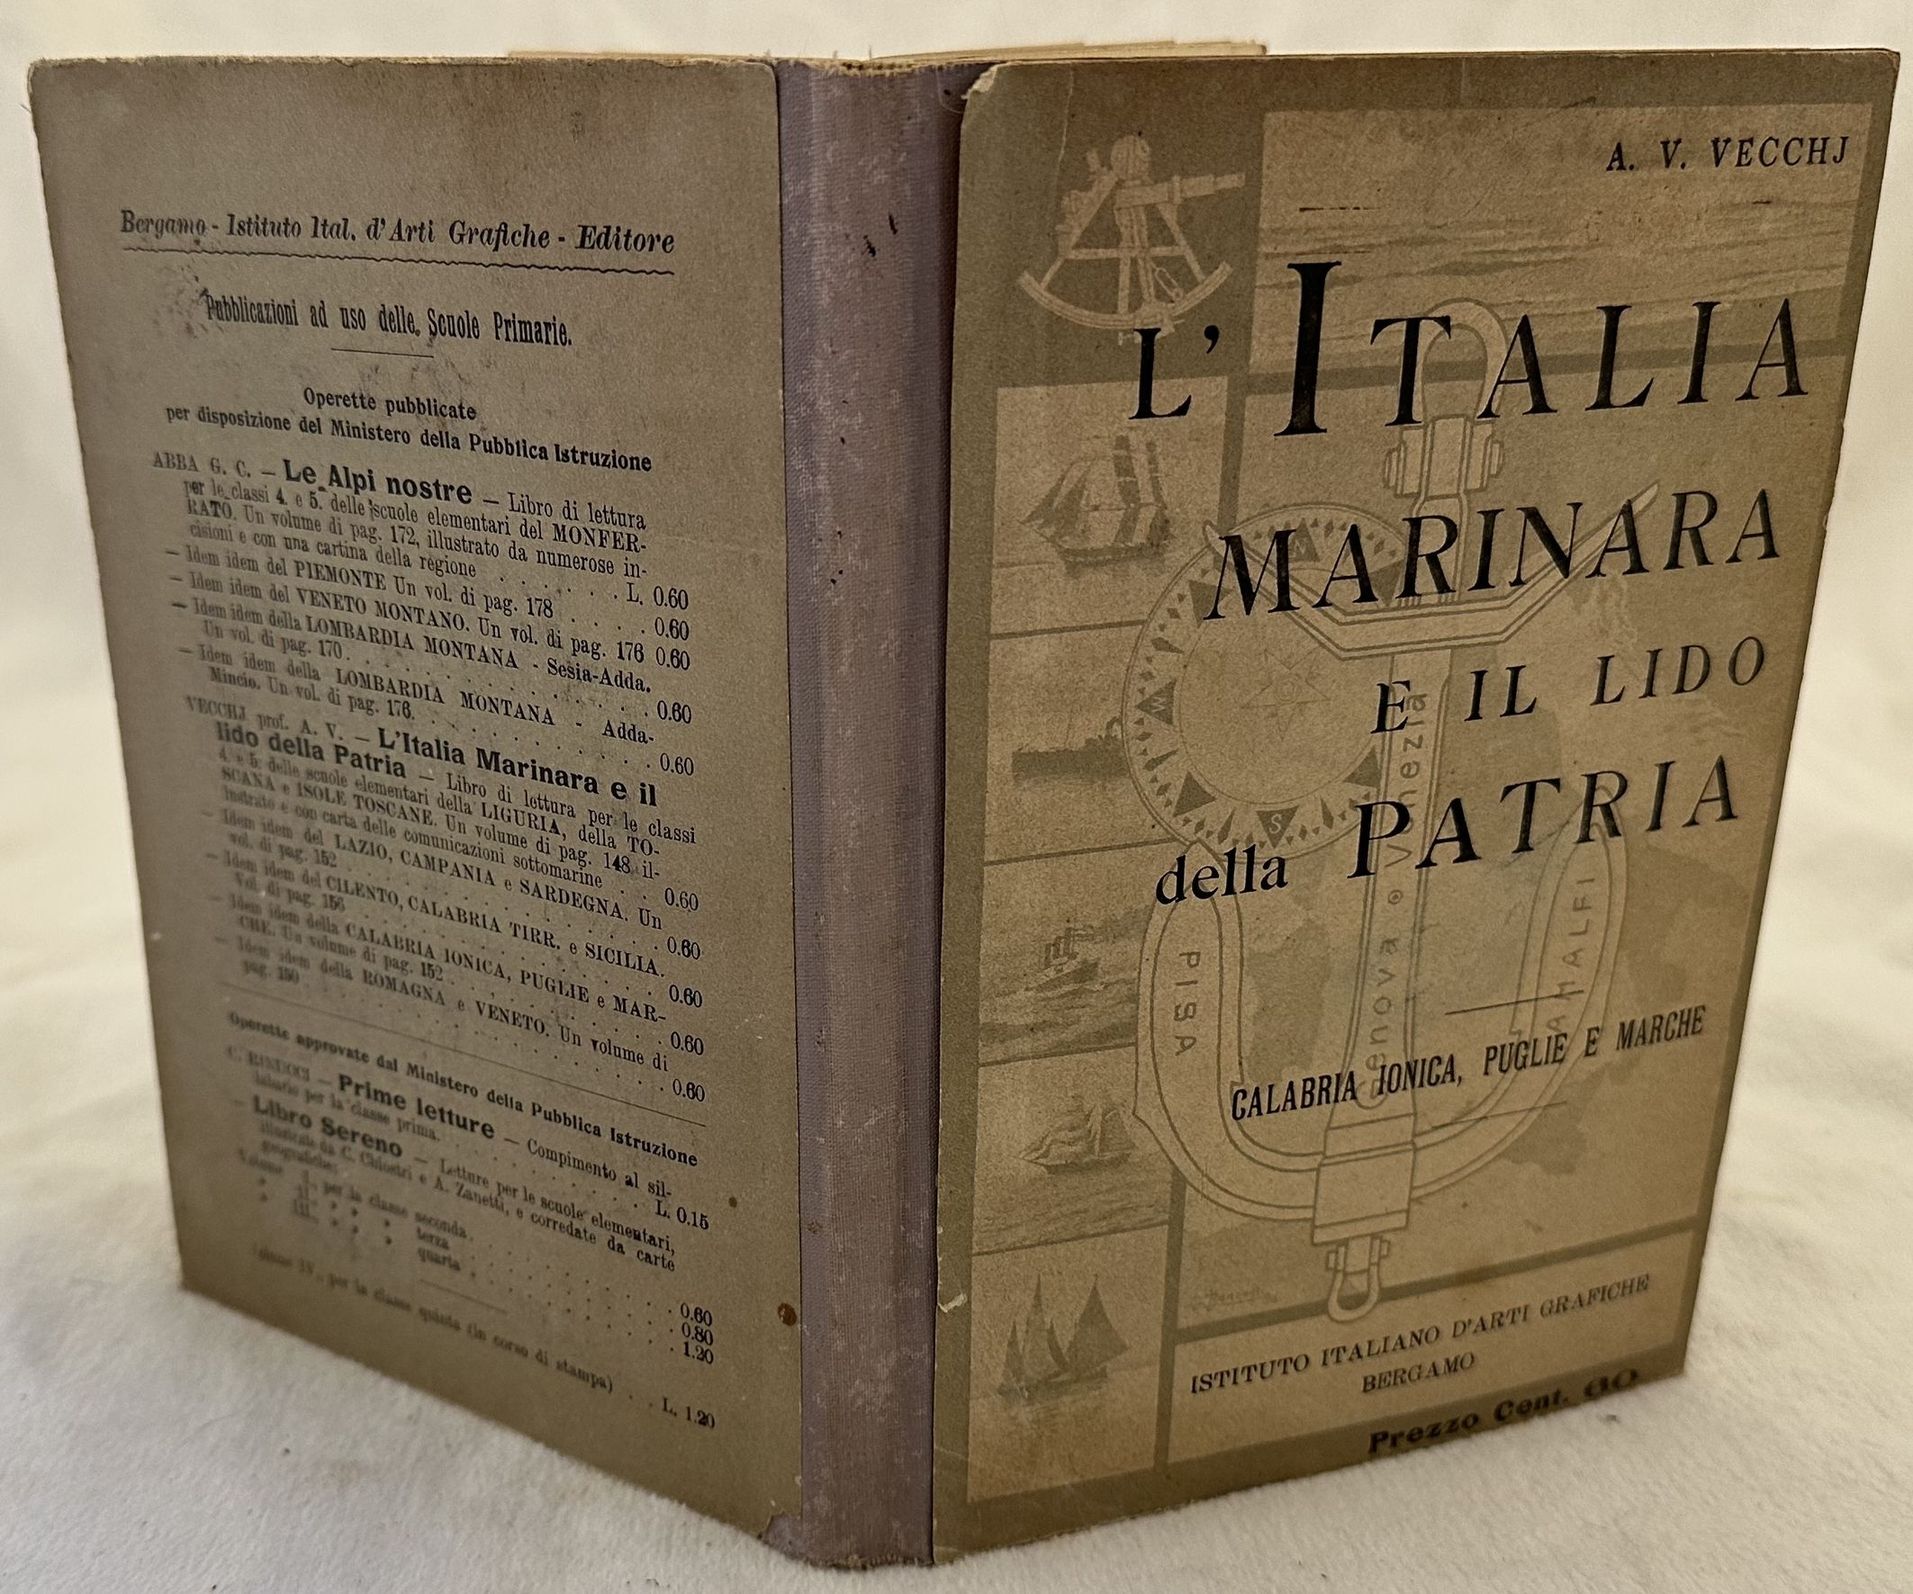 Bergamo - Istituto Ital. d'Arti Grafiche - Editore
Pubblicazioni ad uso delle Scuole Primarie.
Operette pubblicate
per disposizione del Ministero della Pubblica Istruzione
ABBA G. C. — Le Alpi nostre — Libro di lettura
per le classi 4. e 5. delle scuole elementari del MONFER-
RATO. Un volume di pag. 172, illustrato da numerose in-
cisioni e con una cartina della regione . . . . . . . L. 0.60
— Idem idem del PIEMONTE Un vol. di pag. 178 . . . . . 0.60
— Idem idem del VENETO MONTANO. Un vol. di pag. 176 0.60
— Idem idem della LOMBARDIA MONTANA - Sesia-Adda.
Un vol. di pag. 170. . . . . . . . . . . . . . 0.60
— Idem idem della LOMBARDIA MONTANA - Adda-
Mincio. Un vol. di pag. 176. . . . . . . . . . . 0.60
VECCHJ prof. A. V. — L'Italia Marinara e il
lido della Patria — Libro di lettura per le classi
4. e 5. delle scuole elementari della LIGURIA, della TO-
SCANA e ISOLE TOSCANE. Un volume di pag. 148 il-
lustrato e con carta delle comunicazioni sottomarine . . 0.60
— Idem idem del LAZIO, CAMPANIA e SARDEGNA. Un
vol. di pag. 152 . . . . . . . . . . . . . . 0.60
— Idem idem del CILENTO, CALABRIA TIRR. e SICILIA.
Vol. di pag. 156 . . . . . . . . . . . . . . 0.60
— Idem idem della CALABRIA IONICA, PUGLIE e MAR-
CHE. Un volume di pag. 152 . . . . . . . . . . . 0.60
— Idem idem della ROMAGNA e VENETO. Un volume di
pag. 150 . . . . . . . . . . . . . . . . 0.60
Operette approvate dal Ministero della Pubblica Istruzione
C. — Prime letture — Compimento al sil-
labario per la classe prima. . . . . . . . . . . L. 0.15
— Libro Sereno — Letture per le scuole elementari,
illustrate da C. Chiostri e A. Zanetti, e corredate da carte
geografiche:
Volume I., per la classe seconda . . . . . . . . 0.60
» II., » » » terza . . . . . . . . . 0.80
» III., » » » quarta . . . . . . . . . 1.20
per la classe quinta (in corso di stampa) . . L. 1.20
A. V. VECCHJ
L'ITALIA
MARINARA
E IL LIDO
della PATRIA
N
W
S
Genova Venezia
PISA
AMALFI
CALABRIA IONICA, PUGLIE E MARCHE
ISTITUTO ITALIANO D'ARTI GRAFICHE
BERGAMO
Prezzo Cent. 60